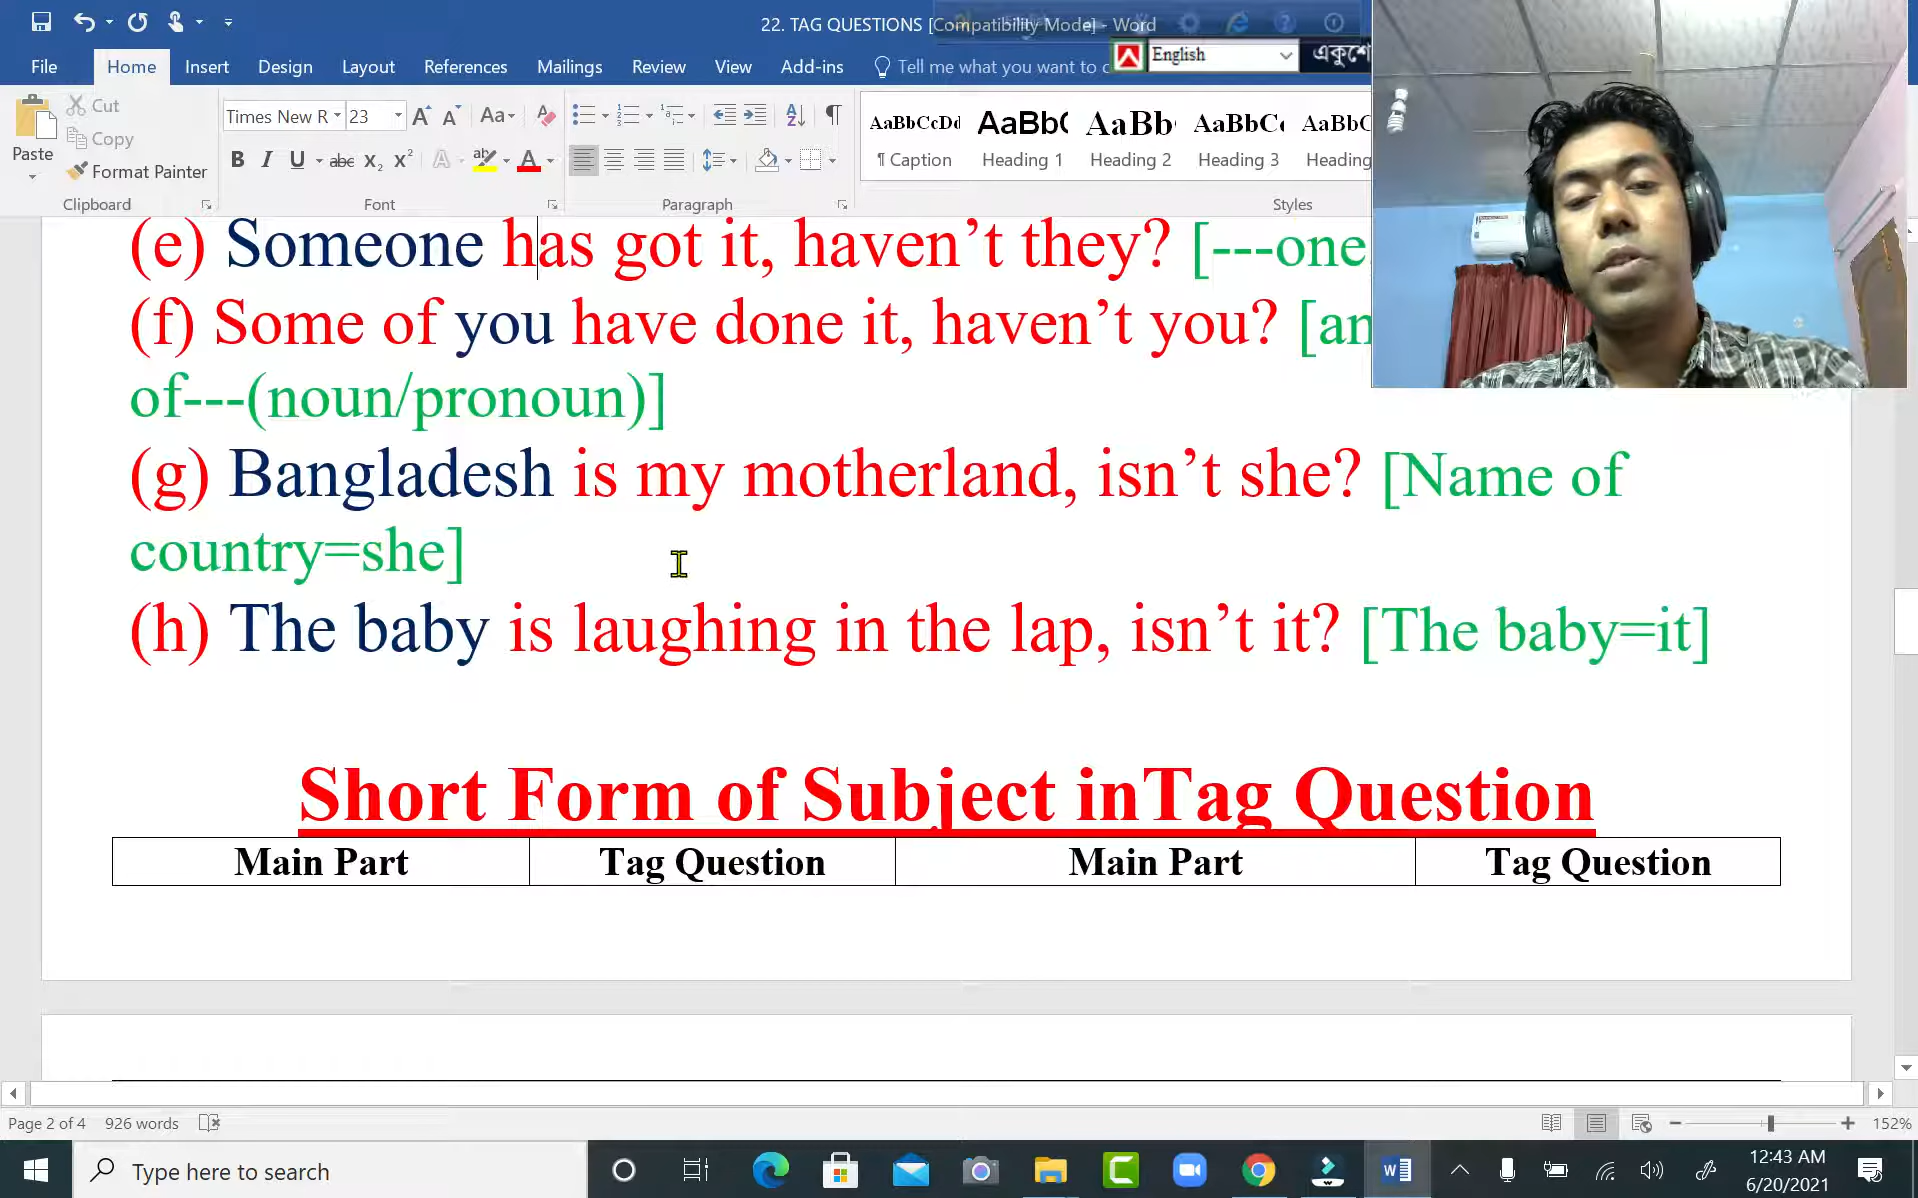 22. TAG QUESTIONS [Compatibility Mode] - Word
File Home Insert Design Layout References Mailings Review View Add-ins Tell me what you want to
English একুশে
Cut
Copy
Paste
Format Painter
Clipboard
Times New R 23
Aa
B I U abc X₂ X²
Font
Paragraph
AaBbCcDd AaBb( AaBb AaBbC AaBbC
¶ Caption Heading 1 Heading 2 Heading 3 Heading
Styles
(e) Someone has got it, haven’t they? [---one
(f) Some of you have done it, haven’t you? [
of---(noun/pronoun)]
(g) Bangladesh is my motherland, isn’t she? [Name of
country=she]
(h) The baby is laughing in the lap, isn’t it? [The baby=it]
Short Form of Subject inTag Question
Main Part Tag Question Main Part Tag Question
Page 2 of 4 926 words 152%
Type here to search
12:43 AM
6/20/2021